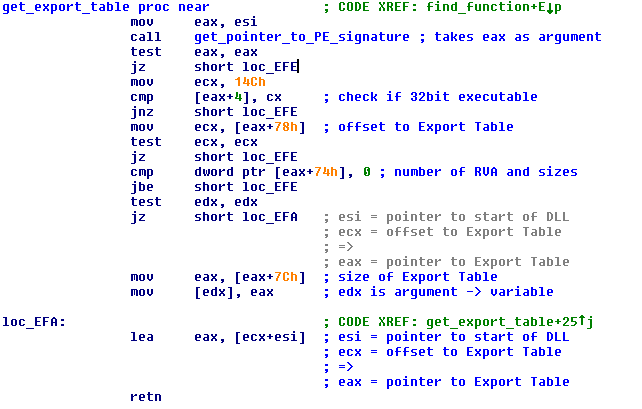 get_export_table proc near ; CODE XREF: find_function+E↓p
mov eax, esi
call get_pointer_to_PE_signature ; takes eax as argument
test eax, eax
jz short loc_EFE
mov ecx, 14Ch
cmp [eax+4], cx ; check if 32bit executable
jnz short loc_EFE
mov ecx, [eax+78h] ; offset to Export Table
test ecx, ecx
jz short loc_EFE
cmp dword ptr [eax+74h], 0 ; number of RVA and sizes
jbe short loc_EFE
test edx, edx
jz short loc_EFA ; esi = pointer to start of DLL
; ecx = offset to Export Table
; =>
; eax = pointer to Export Table
mov eax, [eax+7Ch] ; size of Export Table
mov [edx], eax ; edx is argument -> variable
loc_EFA: ; CODE XREF: get_export_table+25↑j
lea eax, [ecx+esi] ; esi = pointer to start of DLL
; ecx = offset to Export Table
; =>
; eax = pointer to Export Table
retn